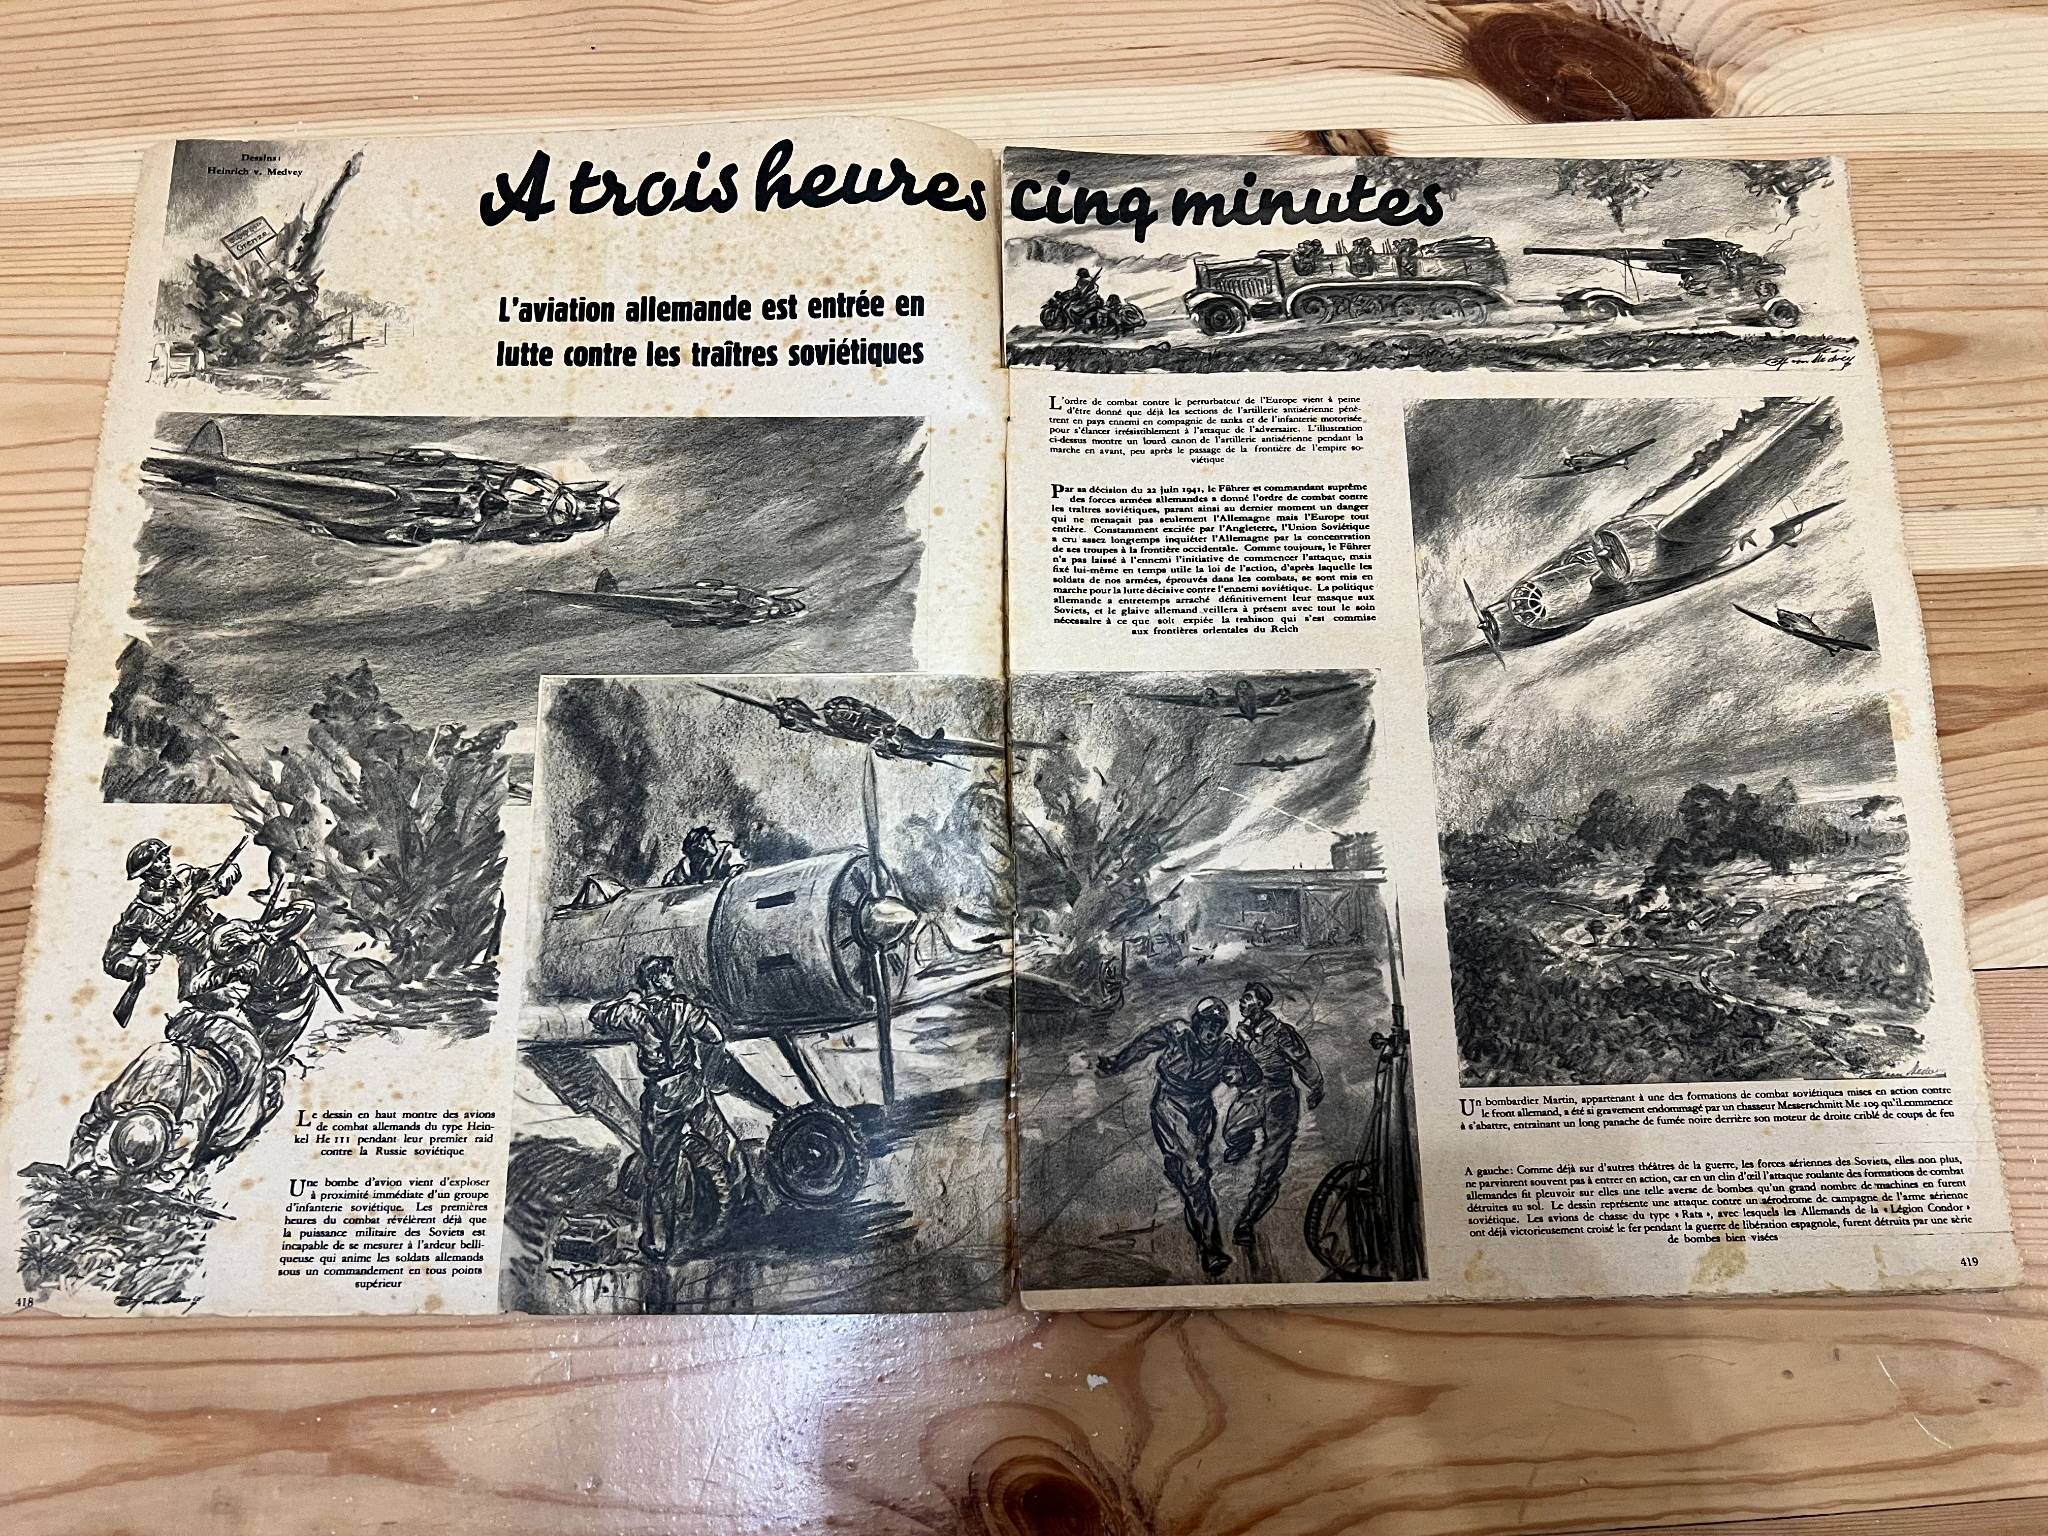 Dessins:
Heinrich v. Medvey
Grenze
A trois heures cinq minutes
L'aviation allemande est entrée en
lutte contre les traîtres soviétiques
Le dessin en haut montre des avions
de combat allemands du type Hein-
kel He 111 pendant leur premier raid
contre la Russie soviétique
Une bombe d'avion vient d'exploser
à proximité immédiate d'un groupe
d'infanterie soviétique. Les premières
heures du combat révélèrent déjà que
la puissance militaire des Soviets est
incapable de se mesurer à l'ardeur belli-
queuse qui anime les soldats allemands
sous un commandement en tous points
supérieur
418
L'ordre de combat contre le perturbateur de l'Europe vient à peine
d'être donné que déjà les sections de l'artillerie antiaérienne péné-
trent en pays ennemi en compagnie de tanks et de l'infanterie motorisée
pour s'élancer irrésistiblement à l'attaque de l'adversaire. L'illustration
ci-dessus montre un lourd canon de l'artillerie antiaérienne pendant la
marche en avant, peu après le passage de la frontière de l'empire so-
viétique
Par sa décision du 22 juin 1941, le Führer et commandant suprême
des forces armées allemandes a donné l'ordre de combat contre
les traîtres soviétiques, parant ainsi au dernier moment un danger
qui ne menaçait pas seulement l'Allemagne mais l'Europe tout
entière. Constamment excitée par l'Angleterre, l'Union Soviétique
a cru assez longtemps inquiéter l'Allemagne par la concentration
de ses troupes à la frontière occidentale. Comme toujours, le Führer
n'a pas laissé à l'ennemi l'initiative de commencer l'attaque, mais
fixé lui-même en temps utile la loi de l'action, d'après laquelle les
soldats de nos armées, éprouvés dans les combats, se sont mis en
marche pour la lutte décisive contre l'ennemi soviétique. La politique
allemande a entretemps arraché définitivement leur masque aux
Soviets, et le glaive allemand veillera à présent avec tout le soin
nécessaire à ce que soit expiée la trahison qui s'est commise
aux frontières orientales du Reich
Un bombardier Martin, appartenant à une des formations de combat soviétiques mises en action contre
le front allemand, a été si gravement endommagé par un chasseur Messerschmitt Me 109 qu'il commence
à s'abattre, entrainant un long panache de fumée noire derrière son moteur de droite criblé de coups de feu
A gauche: Comme déjà sur d'autres théâtres de la guerre, les forces aériennes des Soviets, elles non plus,
ne parvinrent souvent pas à entrer en action, car en un clin d'œil l'attaque roulante des formations de combat
allemandes fit pleuvoir sur elles une telle averse de bombes qu'un grand nombre de machines en furent
détruites au sol. Le dessin représente une attaque contre un aérodrome de campagne de l'arme aérienne
soviétique. Les avions de chasse du type « Rata », avec lesquels les Allemands de la « Légion Condor »
ont déjà victorieusement croisé le fer pendant la guerre de libération espagnole, furent détruits par une série
de bombes bien visées
419